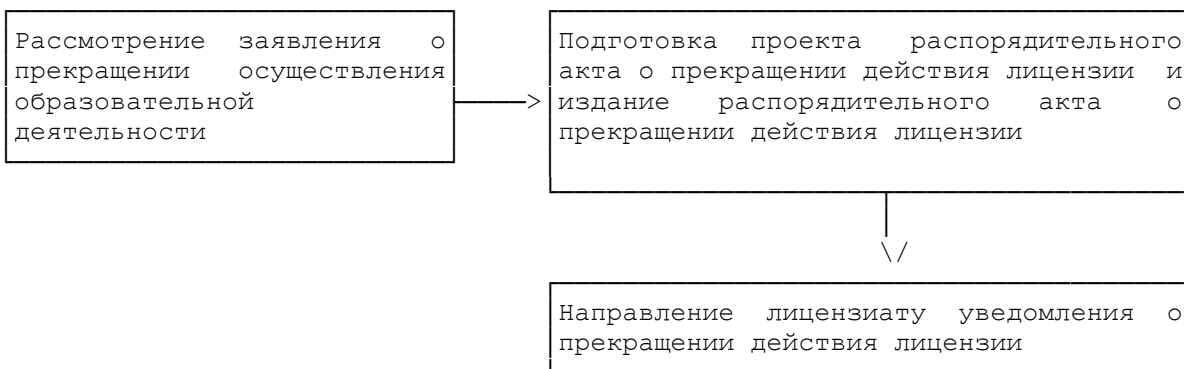 Рассмотрение заявления о
прекращении осуществления
образовательной
деятельности
Подготовка проекта распорядительного
акта о прекращении действия лицензии и
издание распорядительного акта о
прекращении действия лицензии
Направление лицензиату уведомления о
прекращении действия лицензии